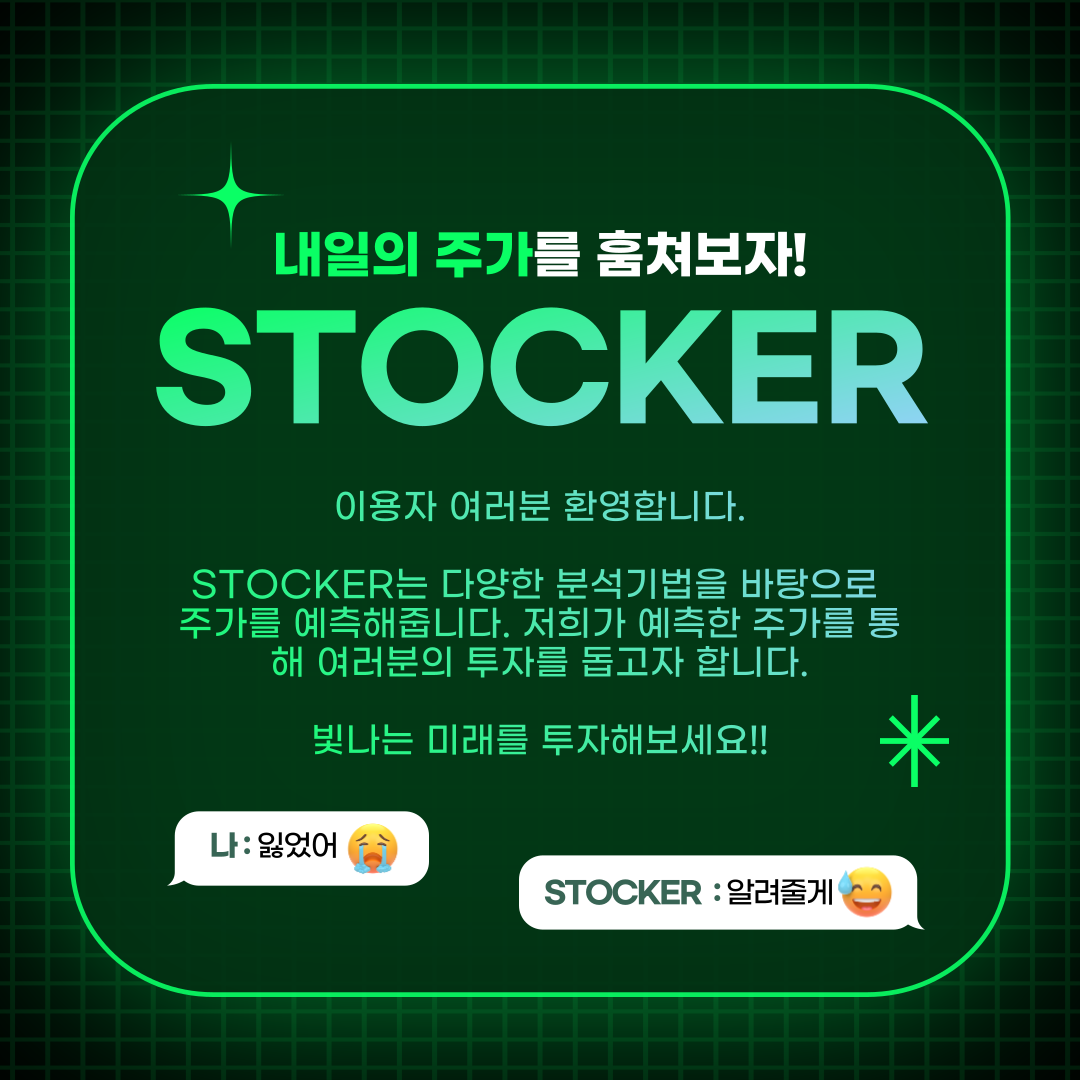 내일의 주가를 훔쳐보자!
STOCKER
이용자 여러분 환영합니다.
STOCKER는 다양한 분석기법을 바탕으로
주가를 예측해줍니다. 저희가 예측한 주가를 통
해 여러분의 투자를 돕고자 합니다.
빛나는 미래를 투자해보세요!!
나 : 잃었어 😭
STOCKER : 알려줄게 😅